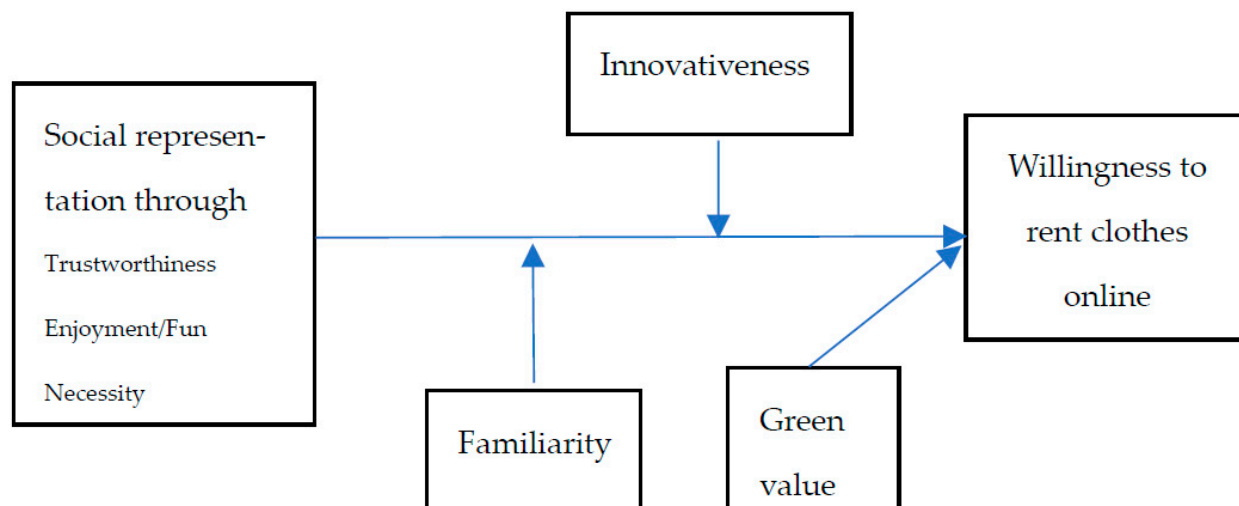 Social represen-
tation through
Trustworthiness
Enjoyment/Fun
Necessity
Innovativeness
Willingness to
rent clothes
online
Familiarity
Green
value